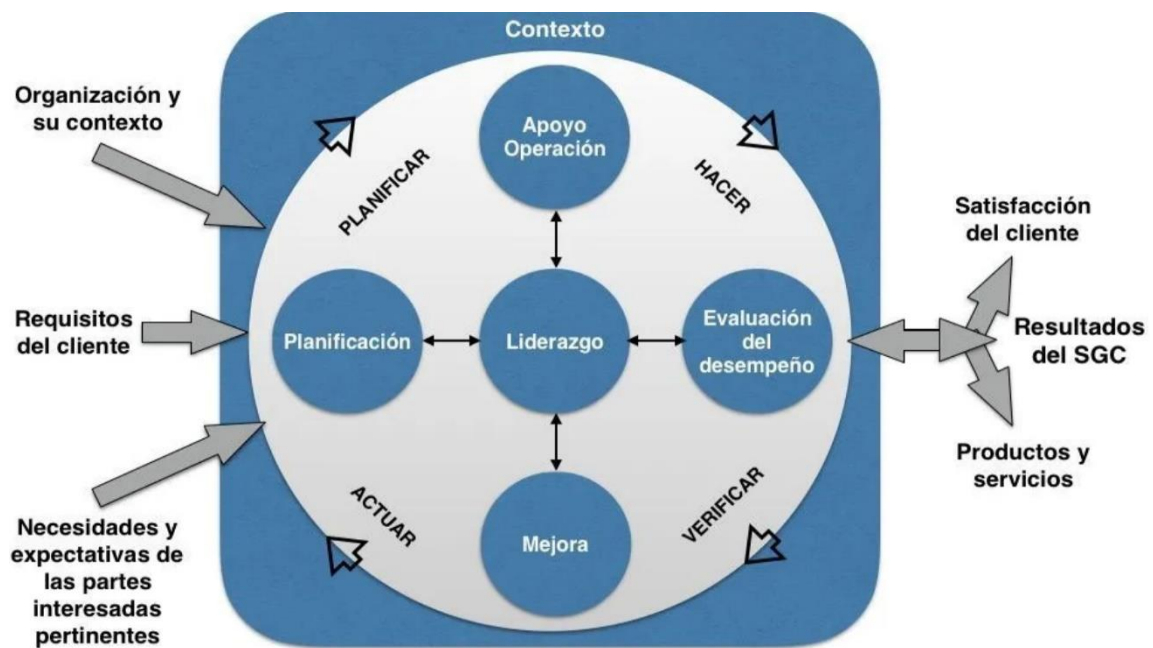 Contexto
Organización y
su contexto
Requisitos
del cliente
Necesidades y
expectativas de
las partes
interesadas
pertinentes
PLANIFICAR
HACER
Apoyo
Operación
Planificación
Liderazgo
Evaluación
del
desempeño
Mejora
ACTUAR
VERIFICAR
Satisfacción
del cliente
Resultados
del SGC
Productos y
servicios